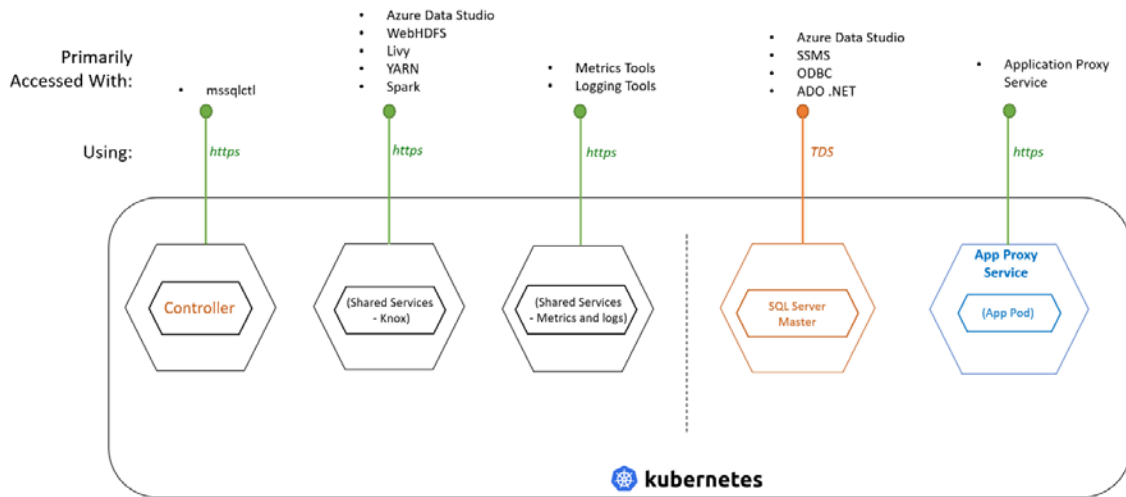 Primarily
Accessed With:
• mssqlctl
• Azure Data Studio
• WebHDFS
• Livy
• YARN
• Spark
• Metrics Tools
• Logging Tools
• Azure Data Studio
• SSMS
• ODBC
• ADO .NET
• Application Proxy
Service
Using:
https
https
https
TDS
https
Controller
(Shared Services
- Knox)
(Shared Services
- Metrics and logs)
SQL Server
Master
App Proxy
Service
(App Pod)
kubernetes